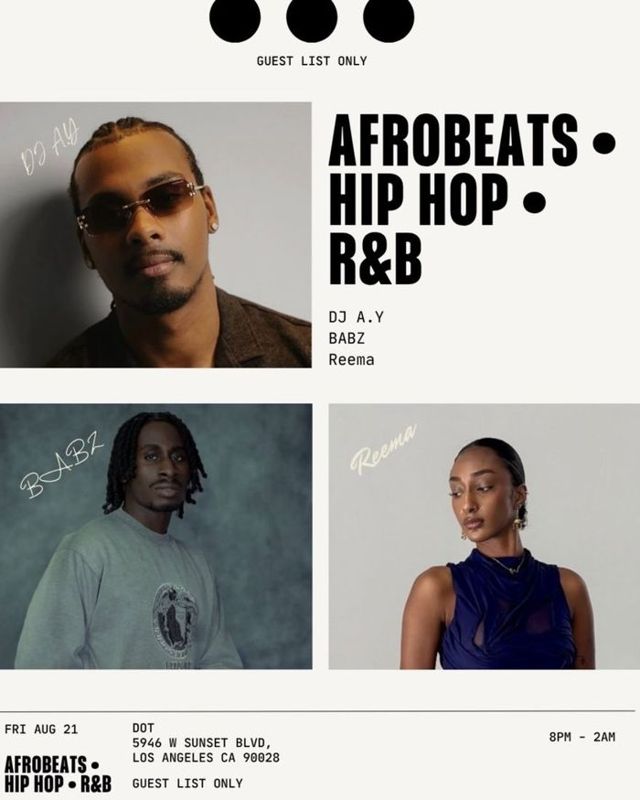 GUEST LIST ONLY
DJ A.Y
AFROBEATS •
HIP HOP •
R&B
DJ A.Y
BABZ
Reema
BABZ
Reema
FRI AUG 21
AFROBEATS •
HIP HOP • R&B
DOT
5946 W SUNSET BLVD,
LOS ANGELES CA 90028
GUEST LIST ONLY
8PM - 2AM